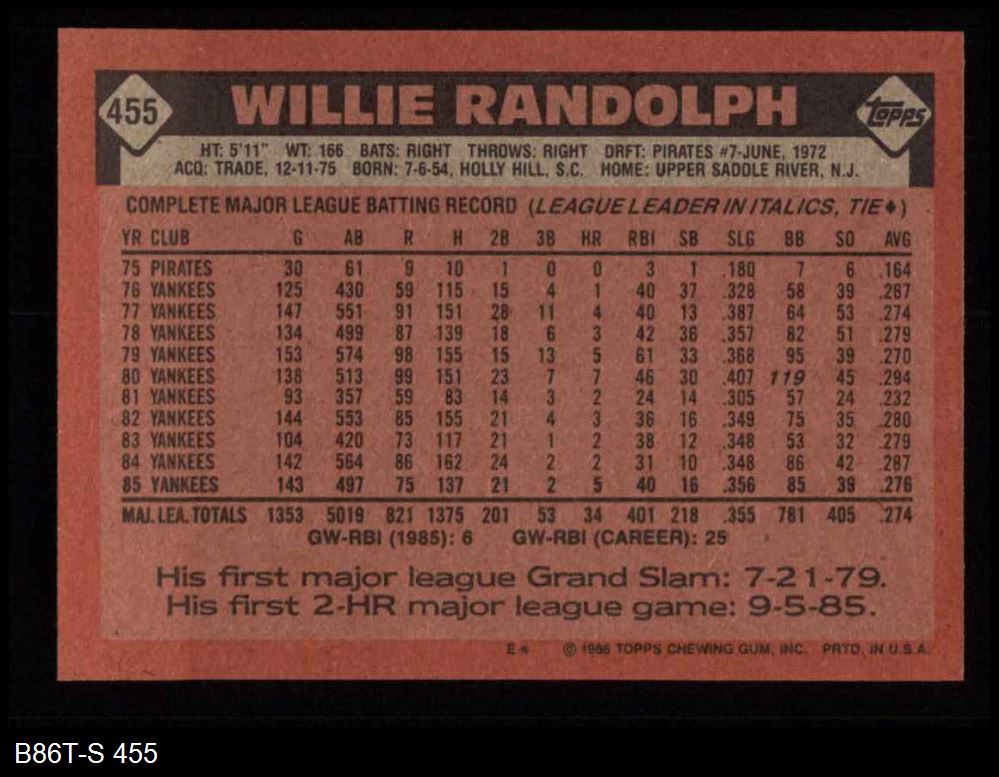 455 WILLIE RANDOLPH Topps
HT: 5'11" WT: 166 BATS: RIGHT THROWS: RIGHT DRFT: PIRATES #7-JUNE, 1972
ACQ: TRADE, 12-11-75 BORN: 7-6-54, HOLLY HILL, S.C. HOME: UPPER SADDLE RIVER, N.J.
COMPLETE MAJOR LEAGUE BATTING RECORD (LEAGUE LEADER IN ITALICS, TIE♦)
YR CLUB G AB R H 2B 3B HR RBI SB SLG BB SO AVG
75 PIRATES 30 61 9 10 1 0 0 3 1 .180 7 6 .164
76 YANKEES 125 430 59 115 15 4 1 40 37 .328 58 39 .267
77 YANKEES 147 551 91 151 28 11 4 40 13 .387 64 53 .274
78 YANKEES 134 499 87 139 18 6 3 42 36 .357 82 51 .279
79 YANKEES 153 574 98 155 15 13 5 61 33 .368 95 39 .270
80 YANKEES 138 513 99 151 23 7 7 46 30 .407 119 45 .294
81 YANKEES 93 357 59 83 14 3 2 24 14 .305 57 24 .232
82 YANKEES 144 553 85 155 21 4 3 36 16 .349 75 35 .280
83 YANKEES 104 420 73 117 21 1 2 38 12 .348 53 32 .279
84 YANKEES 142 564 86 162 24 2 2 31 10 .348 86 42 .287
85 YANKEES 143 497 75 137 21 2 5 40 16 .356 85 39 .276
MAJ. LEA. TOTALS 1353 5019 821 1375 201 53 34 401 218 .355 781 405 .274
GW-RBI (1985): 6 GW-RBI (CAREER): 25
His first major league Grand Slam: 7-21-79.
His first 2-HR major league game: 9-5-85.
E* © 1986 TOPPS CHEWING GUM, INC. PRTD. IN U.S.A.
B86T-S 455